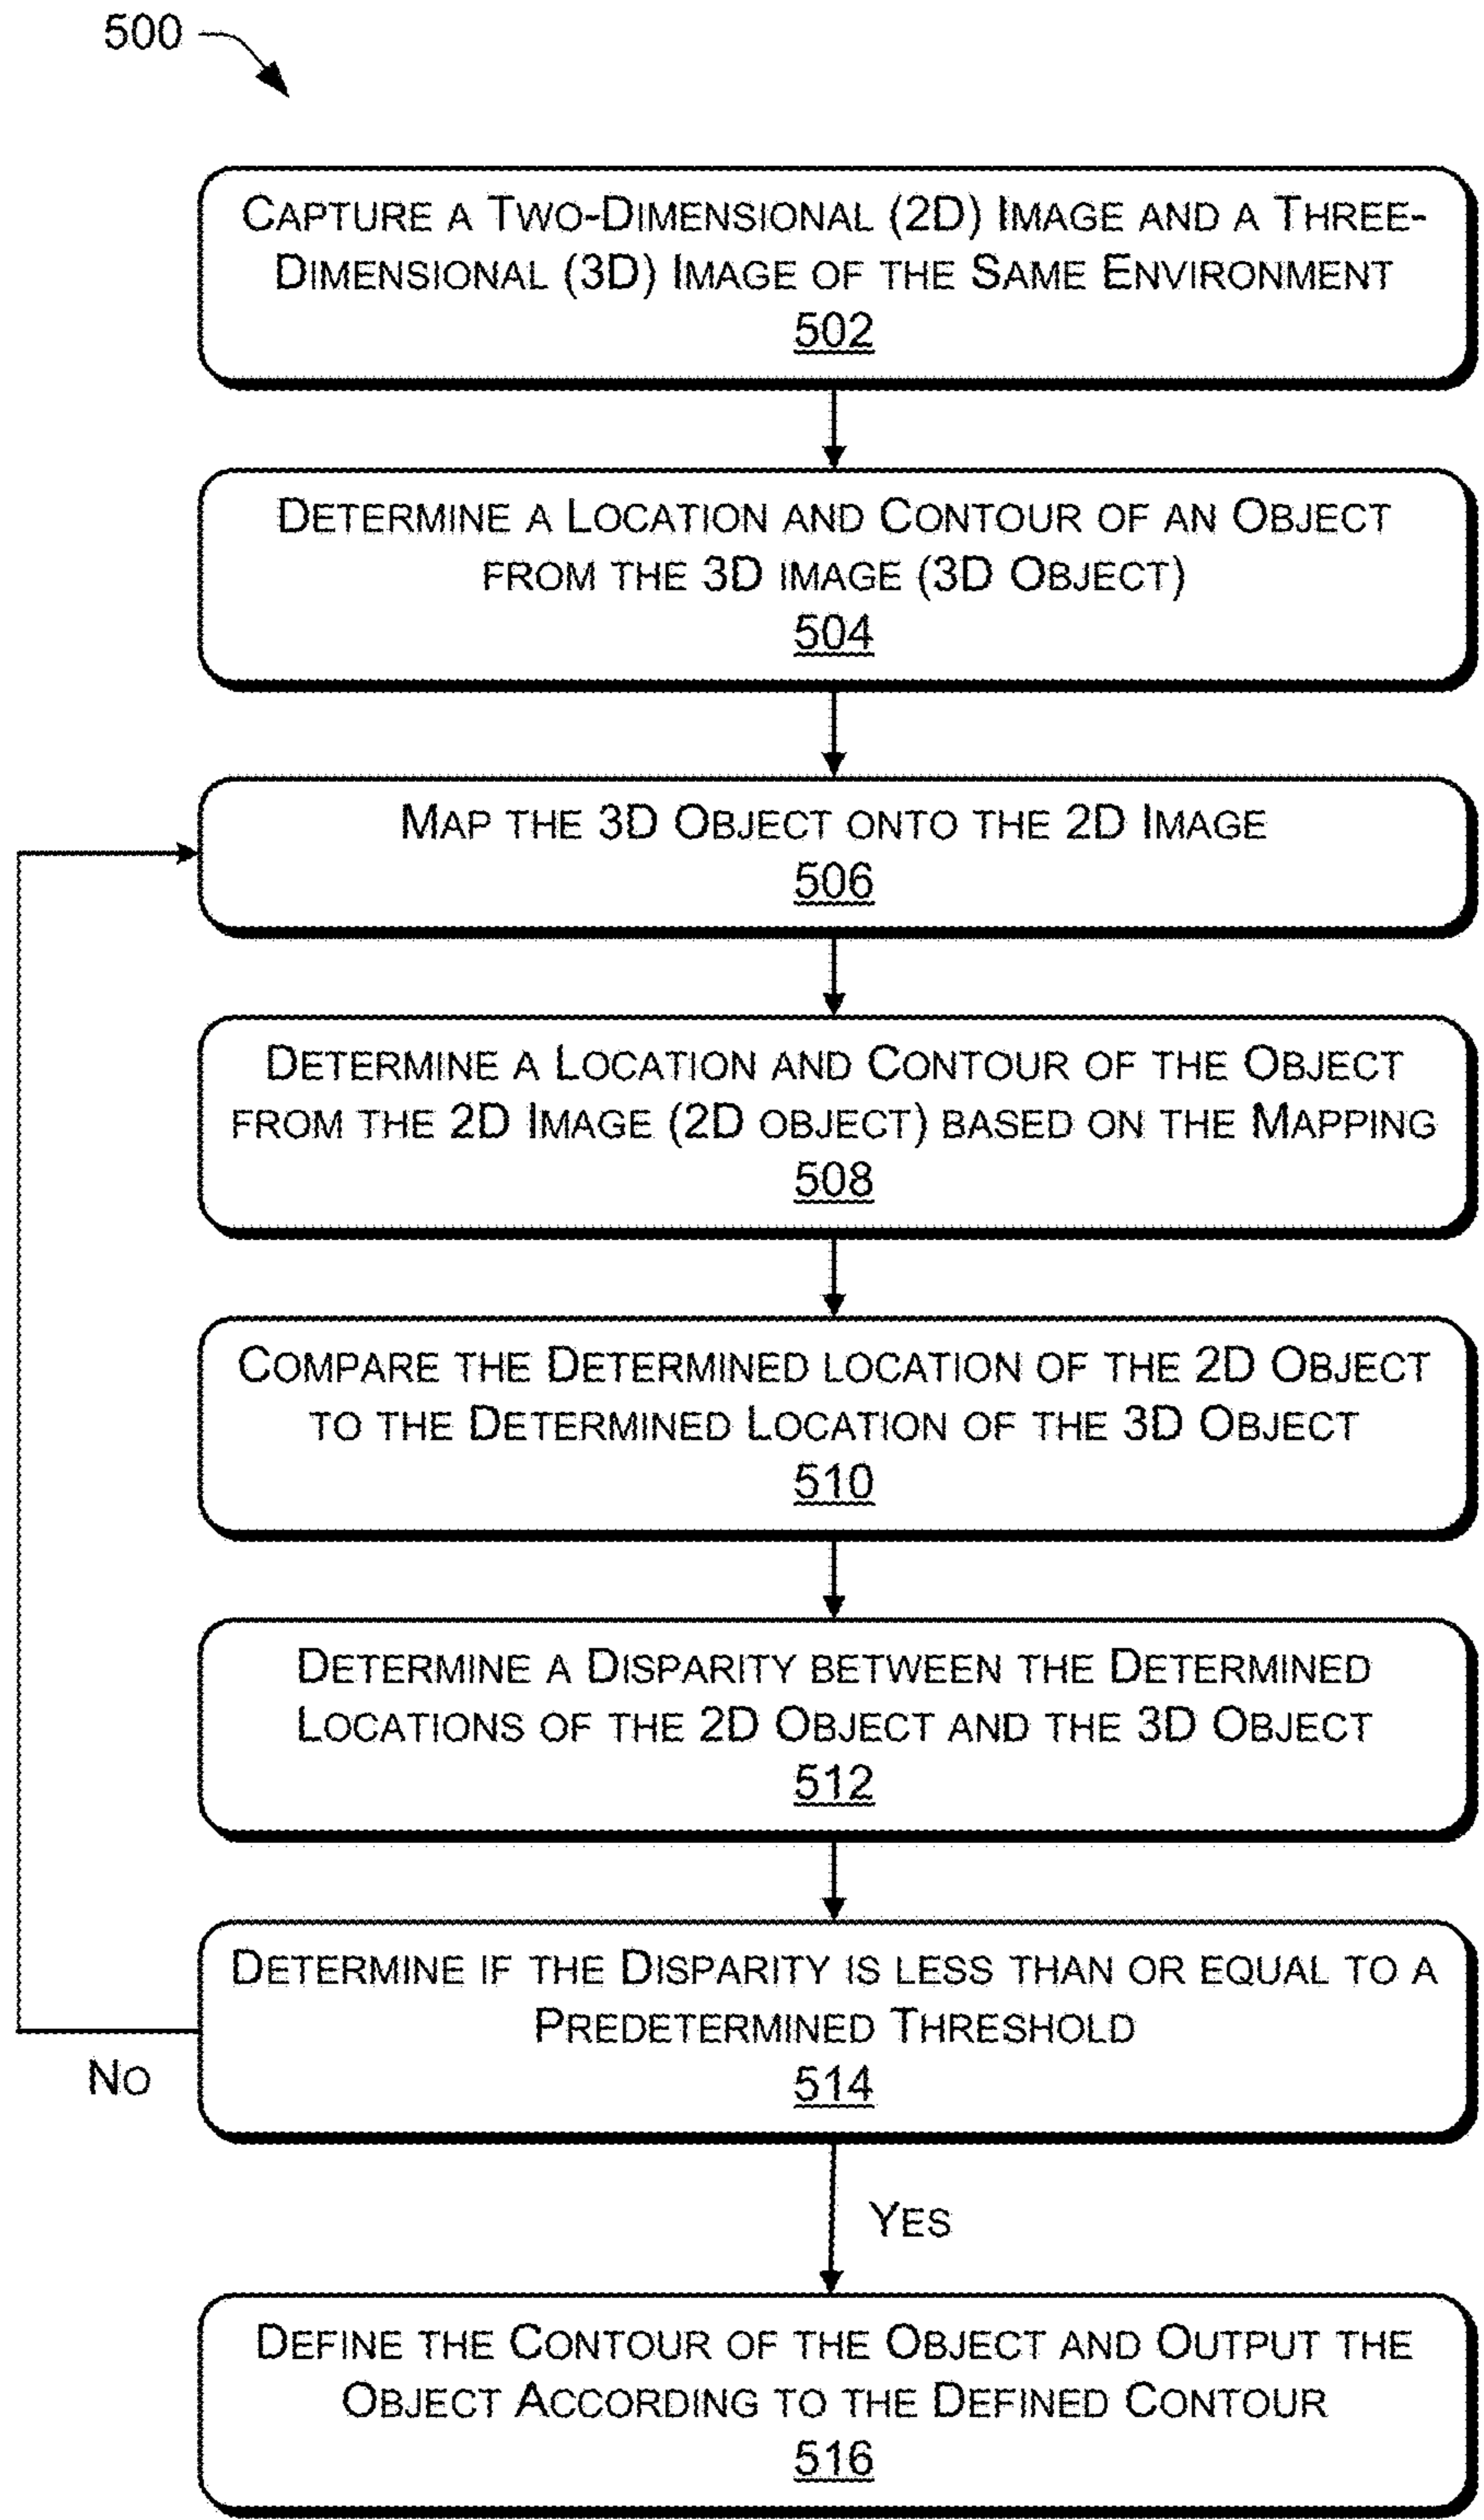 500
CAPTURE A TWO-DIMENSIONAL (2D) IMAGE AND A THREE-
DIMENSIONAL (3D) IMAGE OF THE SAME ENVIRONMENT
502
DETERMINE A LOCATION AND CONTOUR OF AN OBJECT
FROM THE 3D IMAGE (3D OBJECT)
504
MAP THE 3D OBJECT ONTO THE 2D IMAGE
506
DETERMINE A LOCATION AND CONTOUR OF THE OBJECT
FROM THE 2D IMAGE (2D OBJECT) BASED ON THE MAPPING
508
COMPARE THE DETERMINED LOCATION OF THE 2D OBJECT
TO THE DETERMINED LOCATION OF THE 3D OBJECT
510
DETERMINE A DISPARITY BETWEEN THE DETERMINED
LOCATIONS OF THE 2D OBJECT AND THE 3D OBJECT
512
DETERMINE IF THE DISPARITY IS LESS THAN OR EQUAL TO A
PREDETERMINED THRESHOLD
514
NO
YES
DEFINE THE CONTOUR OF THE OBJECT AND OUTPUT THE
OBJECT ACCORDING TO THE DEFINED CONTOUR
516